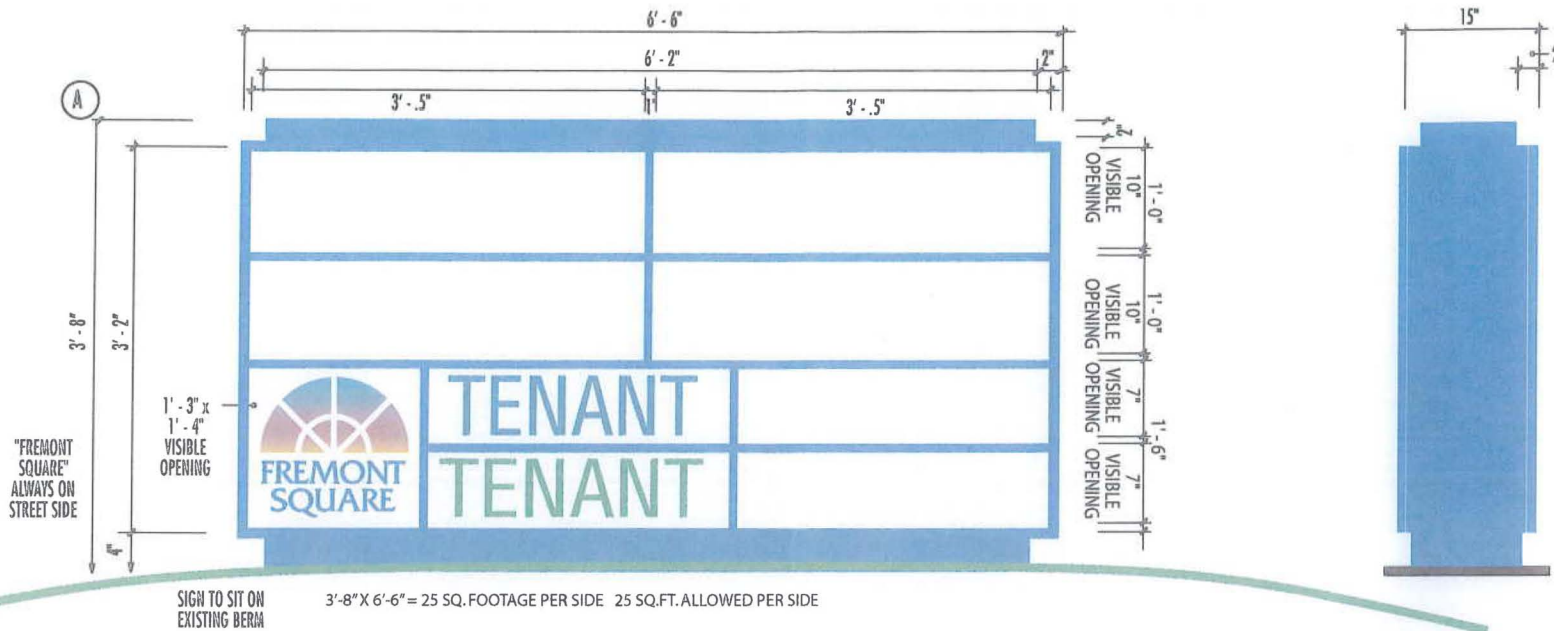 6' - 6"
15"
6' - 2"
2"
A
3' - .5"
1"
3' - .5"
2"
VISIBLE
OPENING
10"
1' - 0"
VISIBLE
OPENING
10"
1' - 0"
3' - 8"
3' - 2"
VISIBLE
OPENING
7"
1' - 6"
VISIBLE
OPENING
7"
1' - 3" x
1' - 4"
VISIBLE
OPENING
"FREMONT
SQUARE"
ALWAYS ON
STREET SIDE
TENANT
FREMONT
SQUARE
TENANT
4"
SIGN TO SIT ON
EXISTING BERM
3'-8" X 6'-6" = 25 SQ. FOOTAGE PER SIDE 25 SQ.FT. ALLOWED PER SIDE